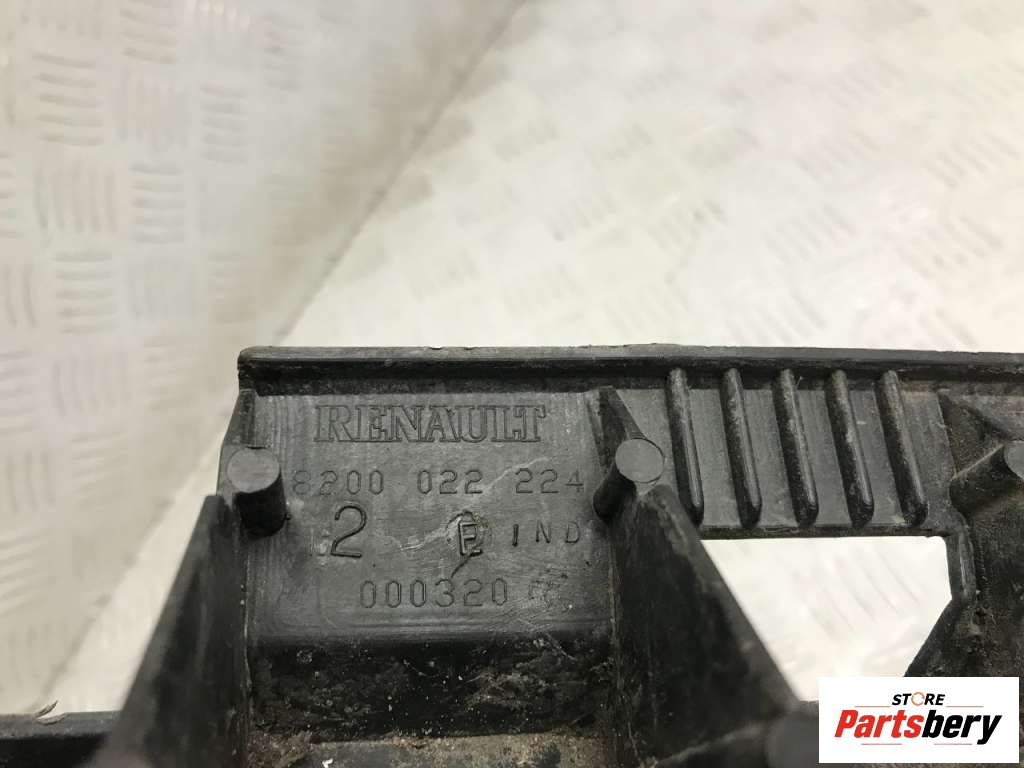 RENAULT
8200 022 224
2 E IND
000320
STORE
Partsbery